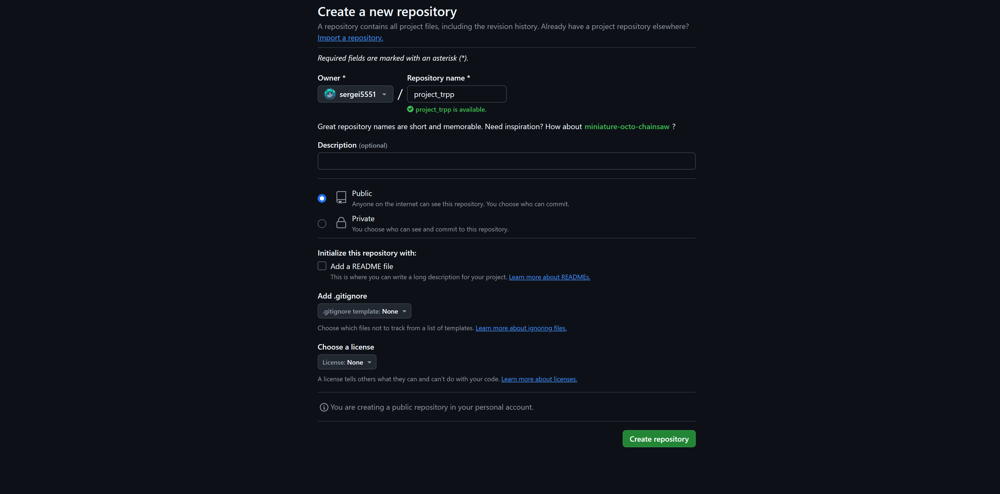 Create a new repository
A repository contains all project files, including the revision history. Already have a project repository elsewhere?
Import a repository.
Required fields are marked with an asterisk (*).
Owner * Repository name *
sergei5551 / project_trpp
project_trpp is available.
Great repository names are short and memorable. Need inspiration? How about miniature-octo-chainsaw ?
Description (optional)
Public
Anyone on the internet can see this repository. You choose who can commit.
Private
You choose who can see and commit to this repository.
Initialize this repository with:
Add a README file
This is where you can write a long description for your project. Learn more about READMEs.
Add .gitignore
.gitignore template: None
Choose which files not to track from a list of templates. Learn more about ignoring files.
Choose a license
License: None
A license tells others what they can and can't do with your code. Learn more about licenses.
You are creating a public repository in your personal account.
Create repository